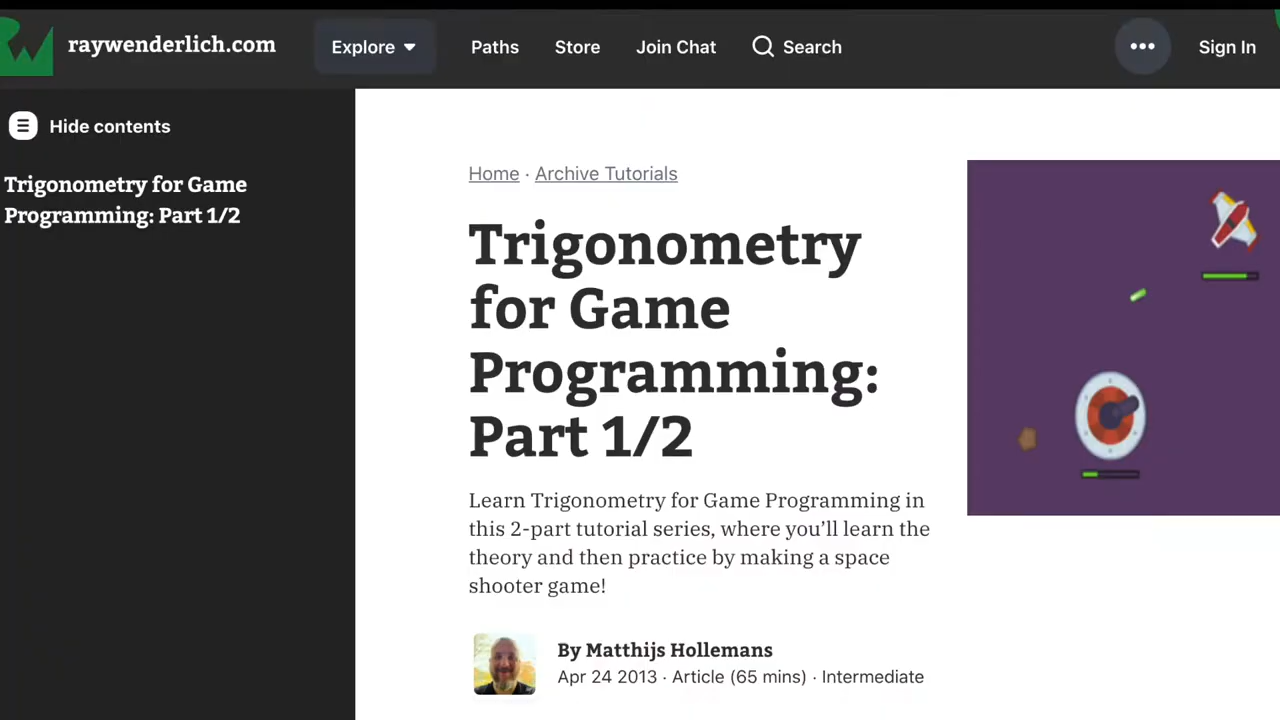 raywenderlich.com
Explore
Paths
Store
Join Chat
Search
Sign In
Hide contents
Trigonometry for Game
Programming: Part 1/2
Home · Archive Tutorials
Trigonometry
for Game
Programming:
Part 1/2
Learn Trigonometry for Game Programming in
this 2-part tutorial series, where you’ll learn the
theory and then practice by making a space
shooter game!
By Matthijs Hollemans
Apr 24 2013 · Article (65 mins) · Intermediate